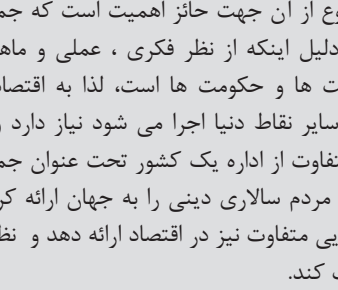 وع از آن جهت حائز اهمیت است که جم
دلیل اینکه از نظر فکری ، عملی و ماه
ت ها و حکومت ها است، لذا به اقتصا
سایر نقاط دنیا اجرا می شود نیاز دارد و
تفاوت از اداره یک کشور تحت عنوان جم
مردم سالاری دینی را به جهان ارائه کر
یی متفاوت نیز در اقتصاد ارائه دهد و نظ
کند.